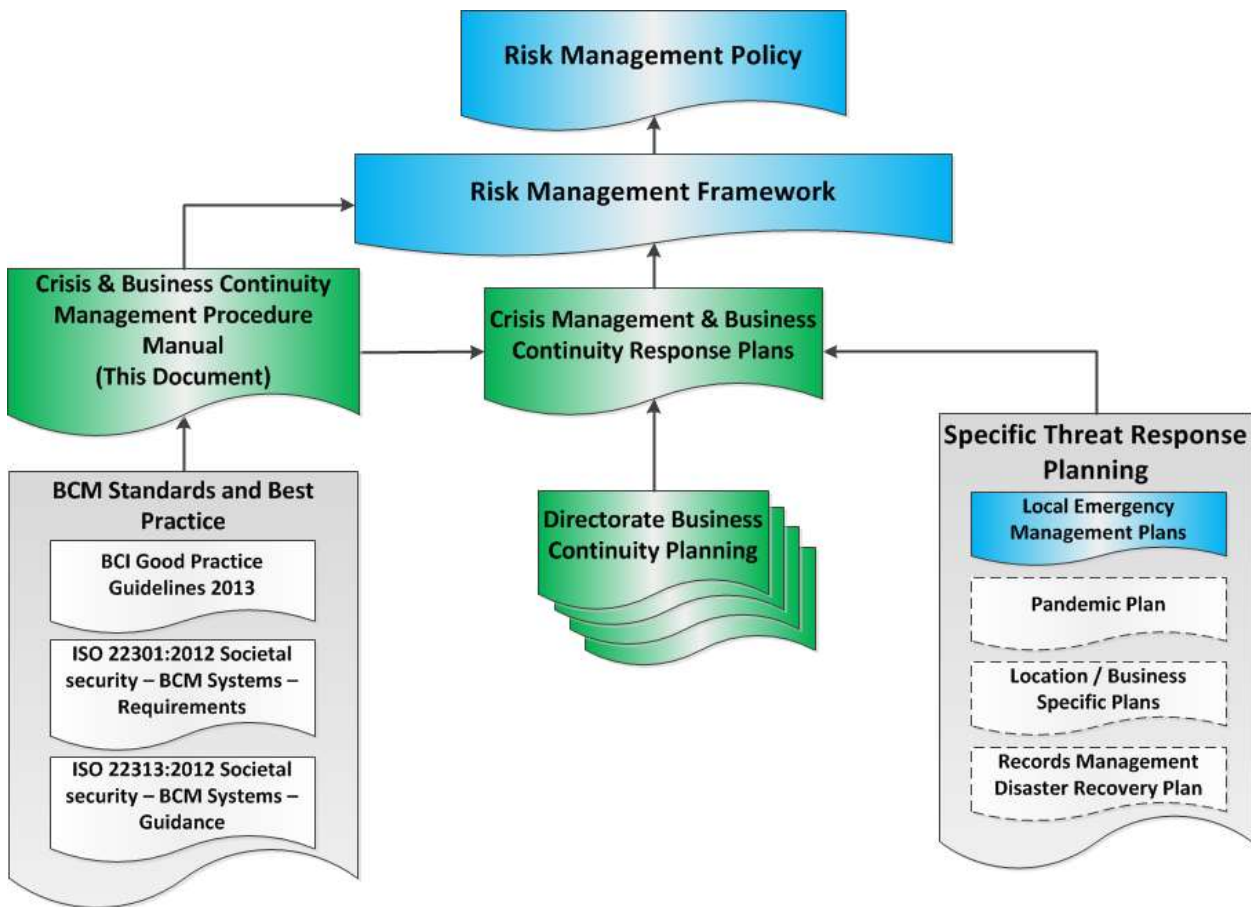 Risk Management Policy
Risk Management Framework
Crisis & Business Continuity
Management Procedure
Manual
(This Document)
Crisis Management & Business
Continuity Response Plans
BCM Standards and Best
Practice
BCI Good Practice
Guidelines 2013
ISO 22301:2012 Societal
security – BCM Systems –
Requirements
ISO 22313:2012 Societal
security – BCM Systems –
Guidance
Directorate Business
Continuity Planning
Specific Threat Response
Planning
Local Emergency
Management Plans
Pandemic Plan
Location / Business
Specific Plans
Records Management
Disaster Recovery Plan